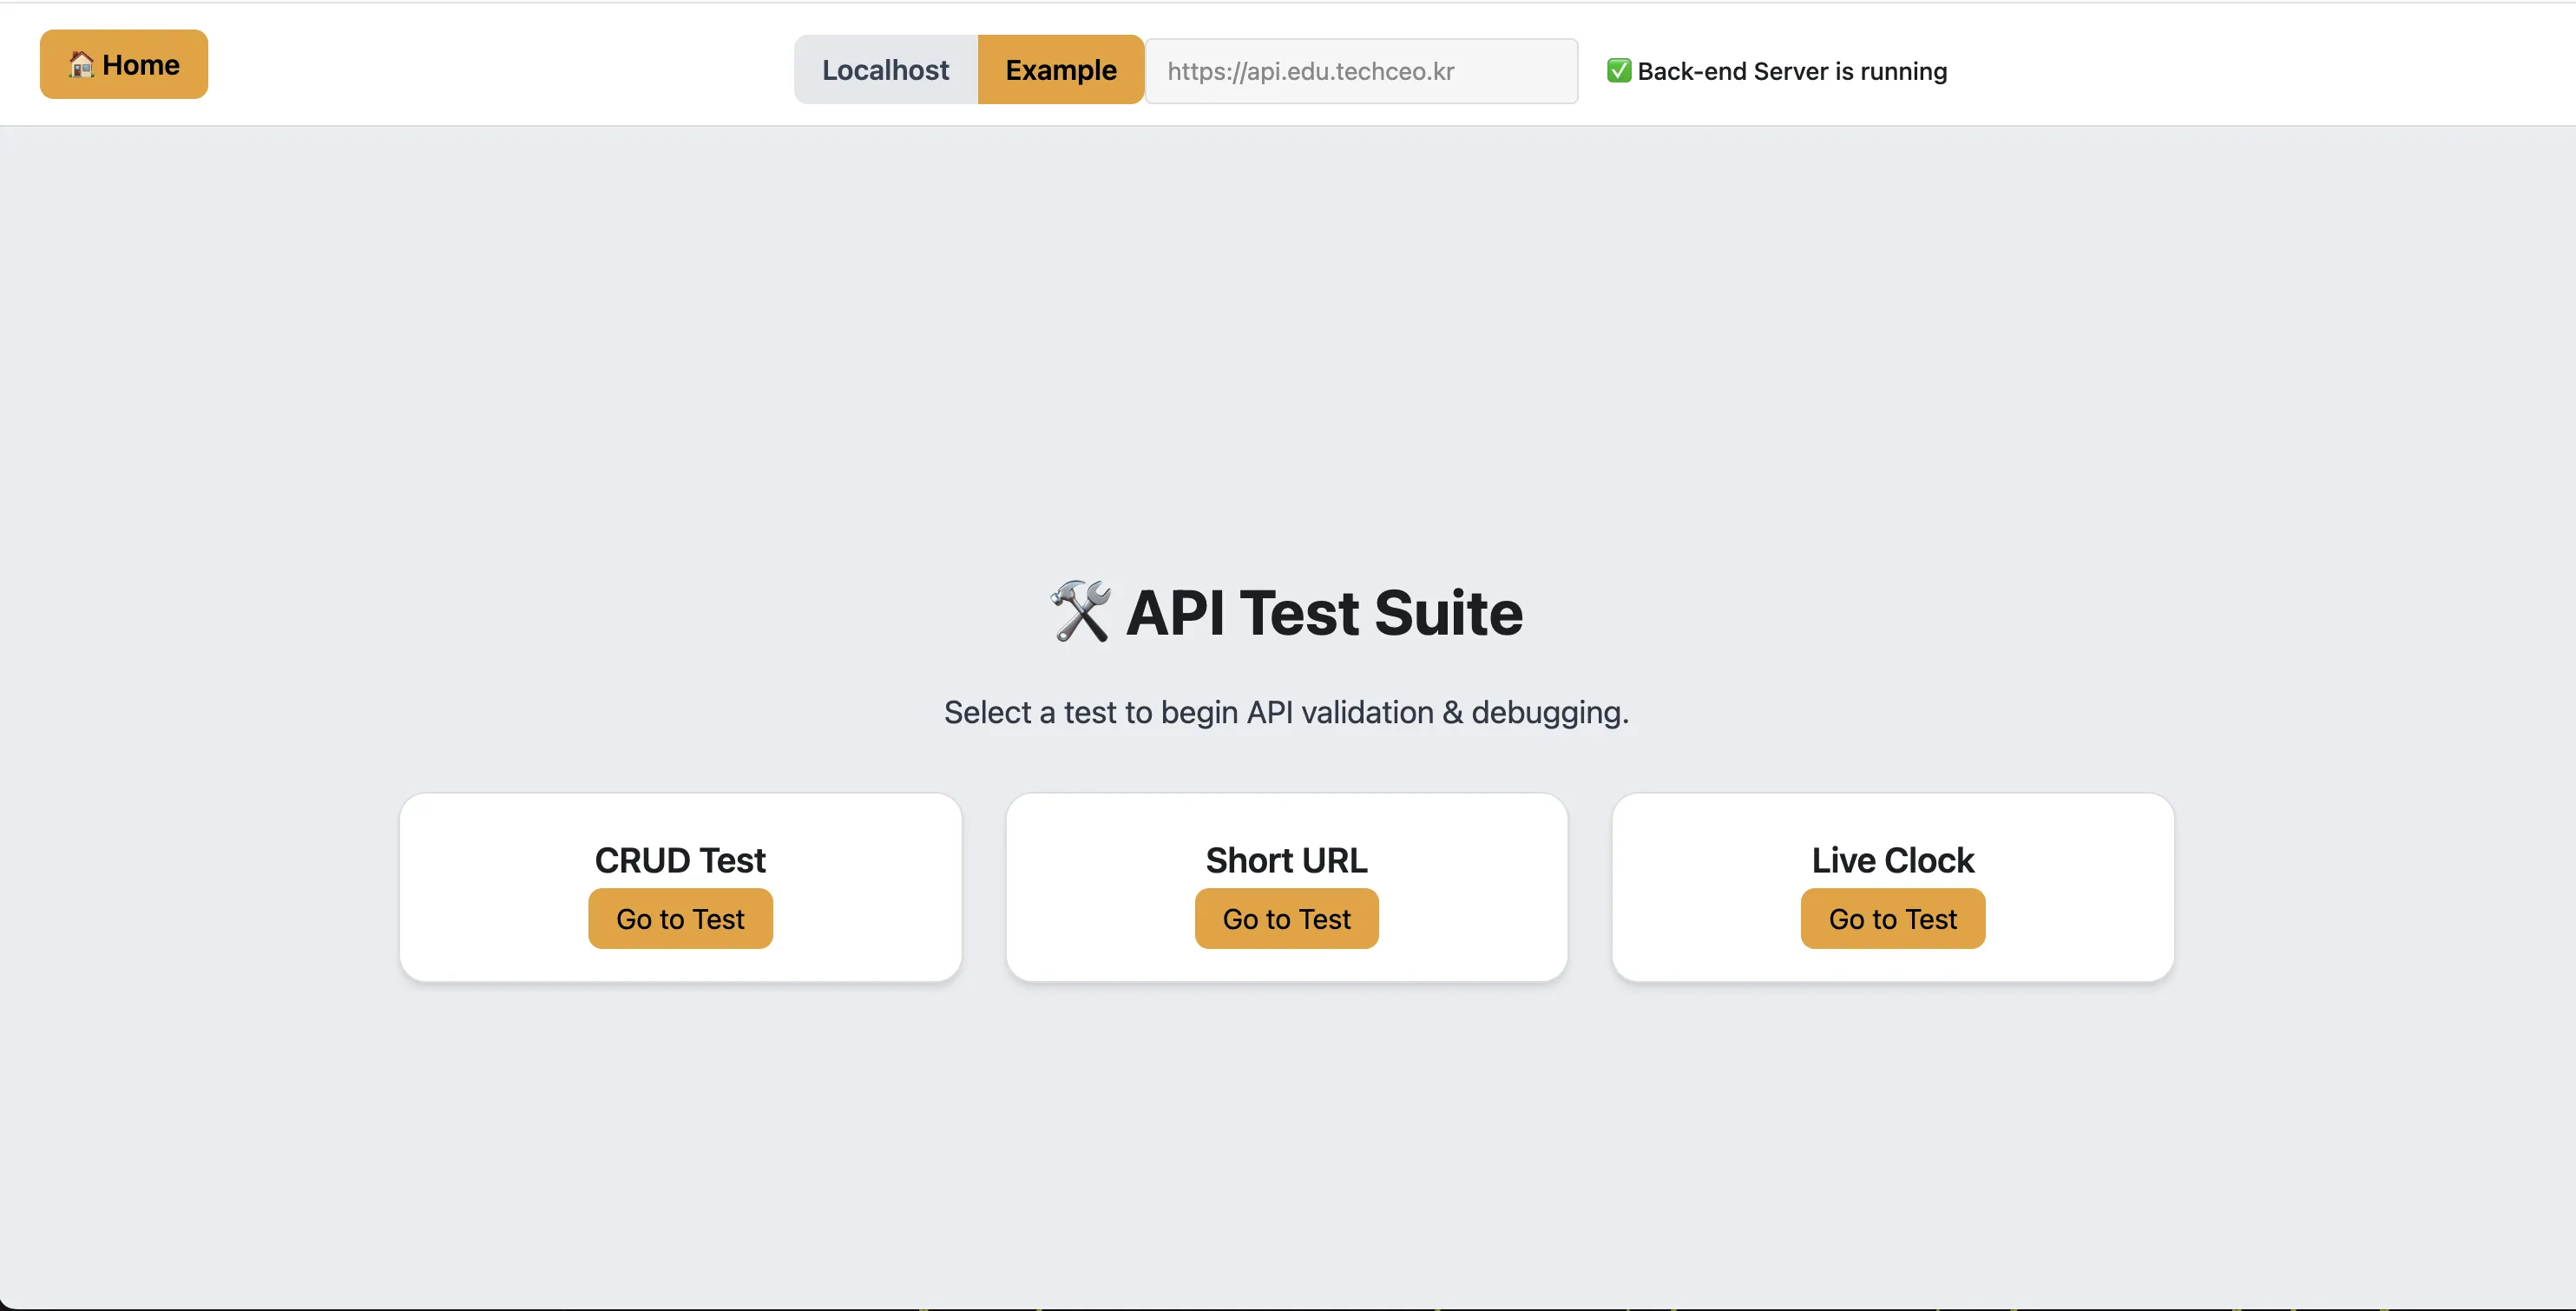 🏠 Home
Localhost Example https://api.edu.techceo.kr ✅ Back-end Server is running
🛠 API Test Suite
Select a test to begin API validation & debugging.
CRUD Test
Go to Test
Short URL
Go to Test
Live Clock
Go to Test